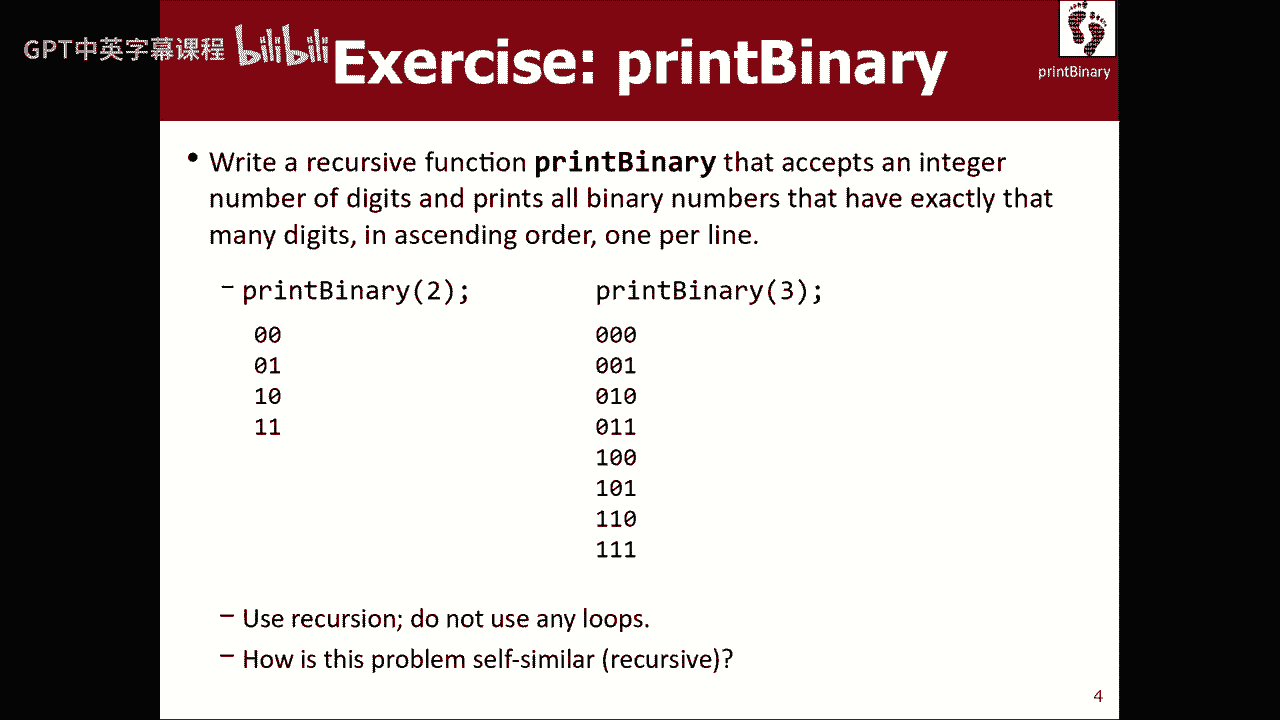 GPT中英字幕课程 bilibili
Exercise: printBinary
printBinary
• Write a recursive function printBinary that accepts an integer
number of digits and prints all binary numbers that have exactly that
many digits, in ascending order, one per line.
– printBinary(2); printBinary(3);
00 000
01 001
10 010
11 011
100
101
110
111
– Use recursion; do not use any loops.
– How is this problem self-similar (recursive)?
4